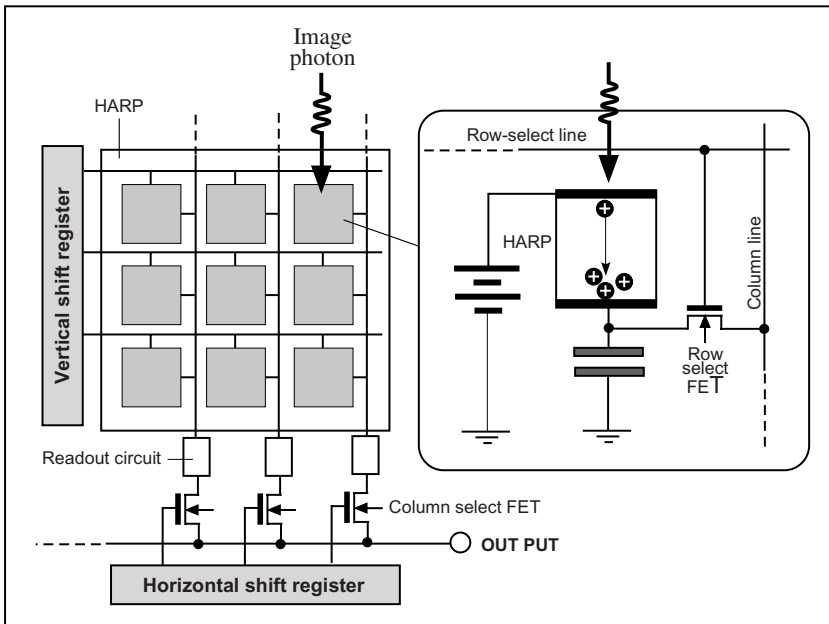 Image
photon
HARP
Vertical shift register
Readout circuit
Column select FET
OUT PUT
Horizontal shift register
Row-select line
HARP
Column line
Row
select
FET